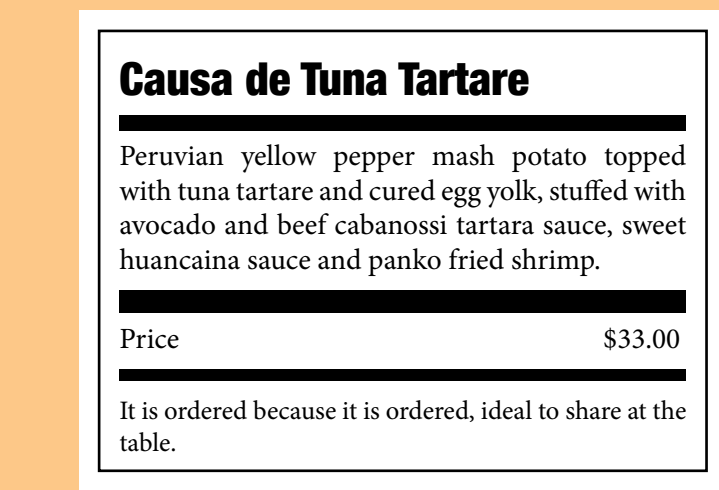 Causa de Tuna Tartare
Peruvian yellow pepper mash potato topped
with tuna tartare and cured egg yolk, stuffed with
avocado and beef cabanossi tartara sauce, sweet
huancaina sauce and panko fried shrimp.
Price $33.00
It is ordered because it is ordered, ideal to share at the
table.